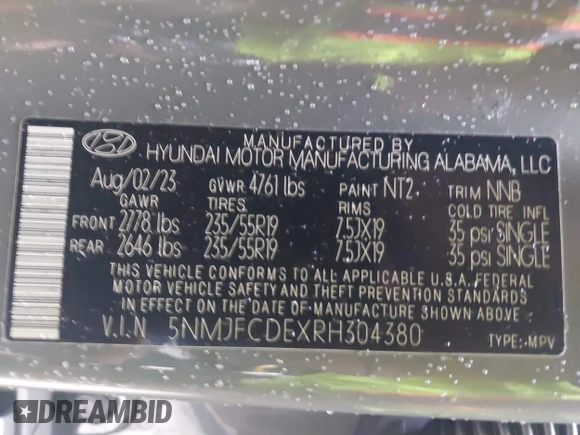 MANUFACTURED BY
HYUNDAI MOTOR MANUFACTURING ALABAMA, LLC
Aug/02/23 GVWR 4761 lbs PAINT NT2 TRIM NNB
GAWR TIRES RIMS COLD TIRE INFL
FRONT 2778 lbs 235/55R19 7.5JX19 35 psi SINGLE
REAR 2646 lbs 235/55R19 7.5JX19 35 psi SINGLE
THIS VEHICLE CONFORMS TO ALL APPLICABLE U.S.A. FEDERAL
MOTOR VEHICLE SAFETY AND THEFT PREVENTION STANDARDS
IN EFFECT ON THE DATE OF MANUFACTURE SHOWN ABOVE.
V.I.N 5NMJFCDEXRH304380 TYPE:-MPV
DREAMBID